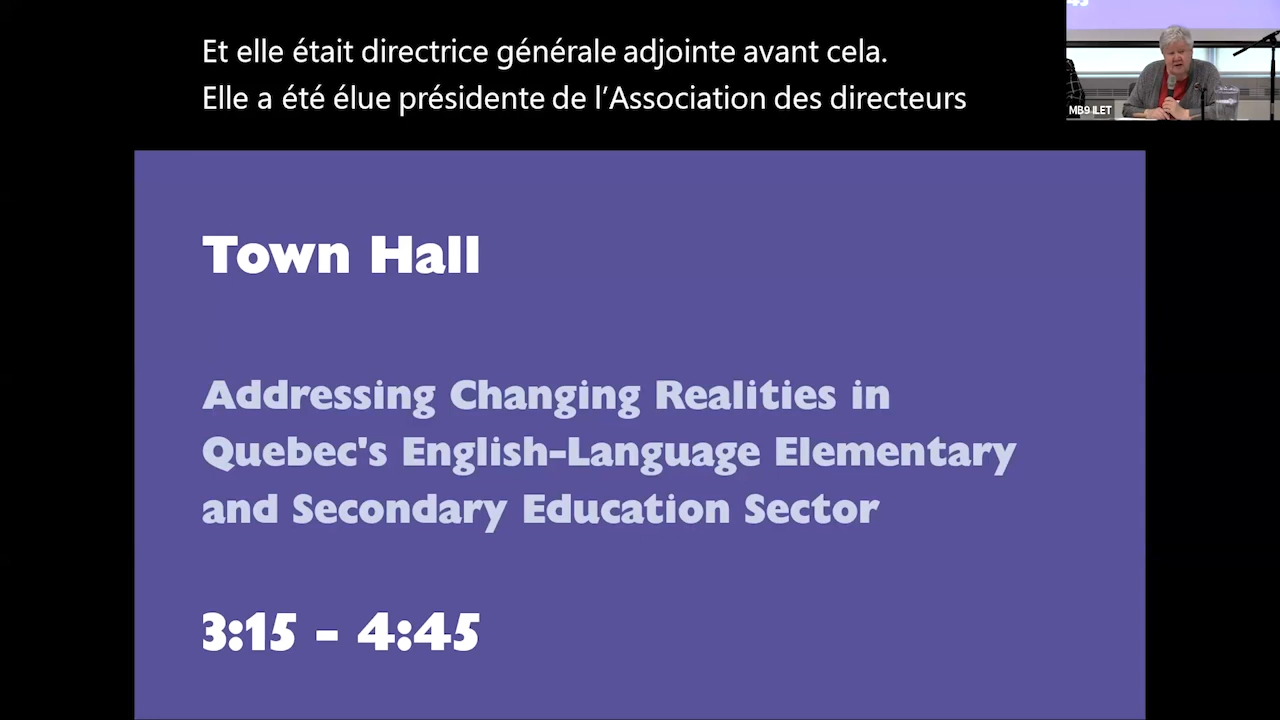 Et elle était directrice générale adjointe avant cela.
Elle a été élue présidente de l’Association des directeurs
MB9 ILET
Town Hall
Addressing Changing Realities in
Quebec's English-Language Elementary
and Secondary Education Sector
3:15 - 4:45